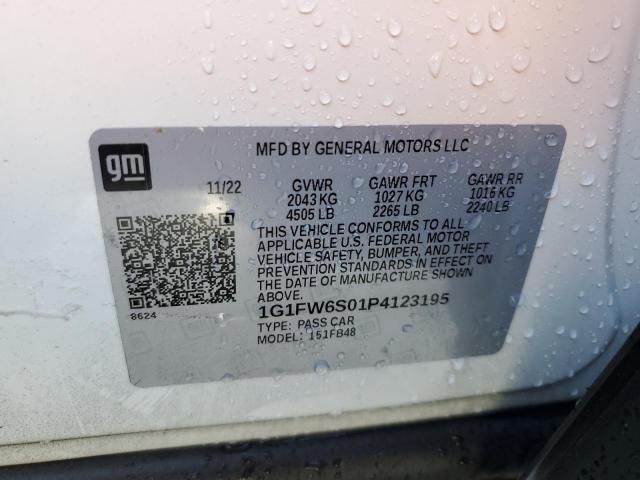 MFD BY GENERAL MOTORS LLC
gm
11/22 GVWR GAWR FRT GAWR RR
2043 KG 1027 KG 1016 KG
4505 LB 2265 LB 2240 LB
THIS VEHICLE CONFORMS TO ALL
APPLICABLE U.S. FEDERAL MOTOR
VEHICLE SAFETY, BUMPER, AND THEFT
PREVENTION STANDARDS IN EFFECT ON
THE DATE OF MANUFACTURE SHOWN
ABOVE.
1G1FW6S01P4123195
8624
TYPE: PASS CAR
MODEL: 151FB48